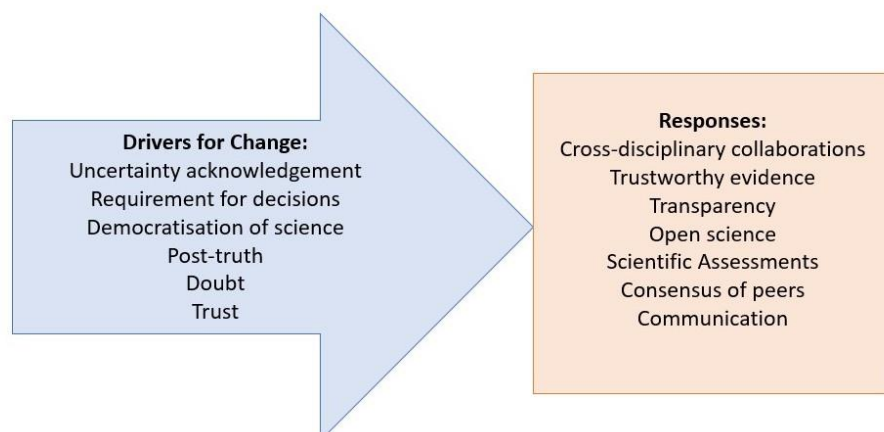 Drivers for Change:
Uncertainty acknowledgement
Requirement for decisions
Democratisation of science
Post-truth
Doubt
Trust
Responses:
Cross-disciplinary collaborations
Trustworthy evidence
Transparency
Open science
Scientific Assessments
Consensus of peers
Communication